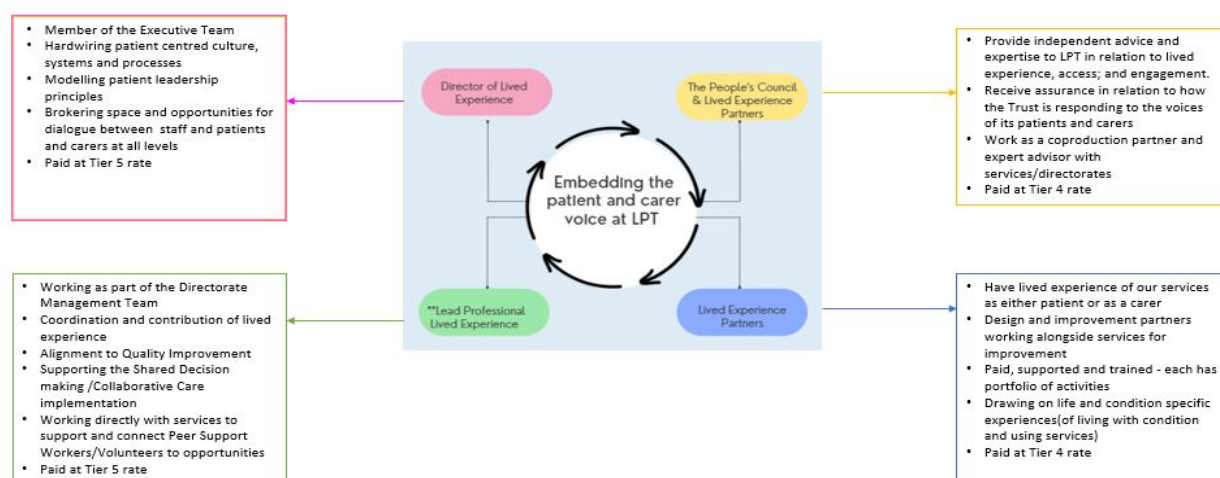 • Member of the Executive Team
• Hardwiring patient centred culture,
systems and processes
• Modelling patient leadership
principles
• Brokering space and opportunities for
dialogue between staff and patients
and carers at all levels
• Paid at Tier 5 rate
Director of Lived
Experience
The People's Council
& Lived Experience
Partners
• Provide independent advice and
expertise to LPT in relation to lived
experience, access; and engagement.
• Receive assurance in relation to how
the Trust is responding to the voices
of its patients and carers
• Work as a coproduction partner and
expert advisor with
services/directorates
• Paid at Tier 4 rate
Embedding the
patient and carer
voice at LPT
• Working as part of the Directorate
Management Team
• Coordination and contribution of lived
experience
• Alignment to Quality Improvement
• Supporting the Shared Decision
making /Collaborative Care
implementation
• Working directly with services to
support and connect Peer Support
Workers/Volunteers to opportunities
• Paid at Tier 5 rate
**Lead Professional
Lived Experience
Lived Experience
Partners
• Have lived experience of our services
as either patient or as a carer
• Design and improvement partners
working alongside services for
improvement
• Paid, supported and trained - each has
portfolio of activities
• Drawing on life and condition specific
experiences(of living with condition
and using services)
• Paid at Tier 4 rate